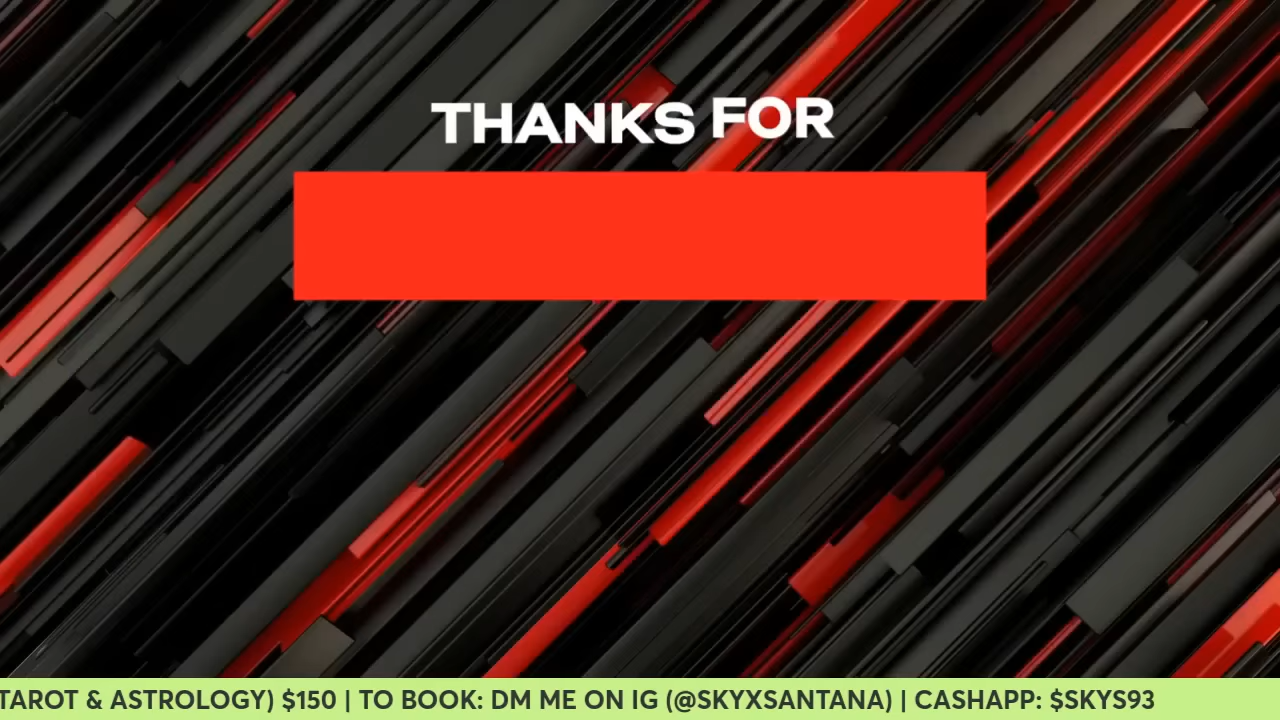 THANKS FOR
TAROT & ASTROLOGY) $150 | TO BOOK: DM ME ON IG (@SKYXSANTANA) | CASHAPP: $SKYS93